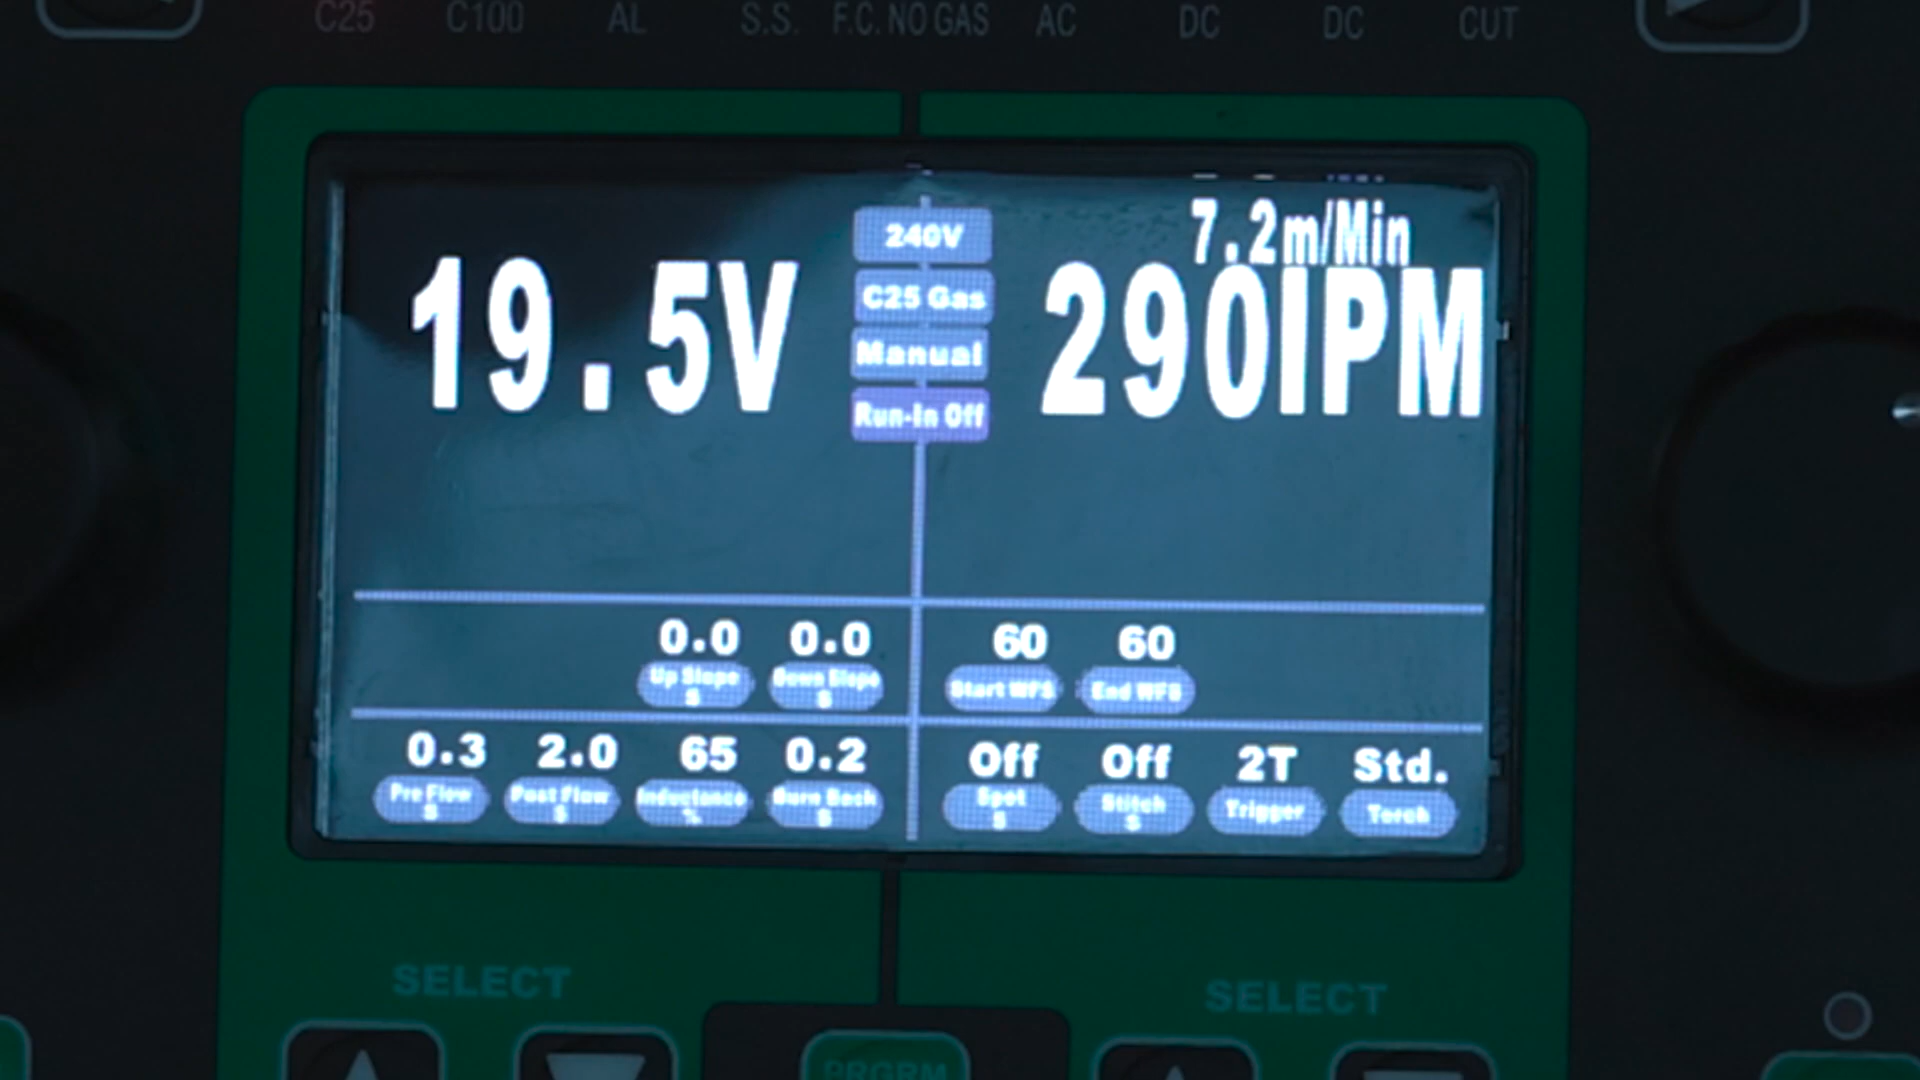 C25 C100 AL S.S. F.C. NO GAS AC DC DC CUT
240V
7.2m/Min
19.5V
C25 Gas
290IPM
Manual
Run-In Off
0.0 0.0 60 60
Up Slope S Down Slope S Start WFS End WFS
0.3 2.0 65 0.2 Off Off 2T Std.
Pre Flow S Post Flow S Inductance % Burn Back S Spot S Stitch S Trigger Torch
SELECT SELECT
PRGRM